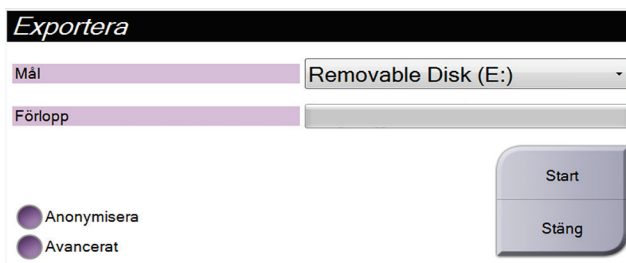 Exportera
Mål
Removable Disk (E:)
Förlopp
Start
Stäng
Anonymisera
Avancerat